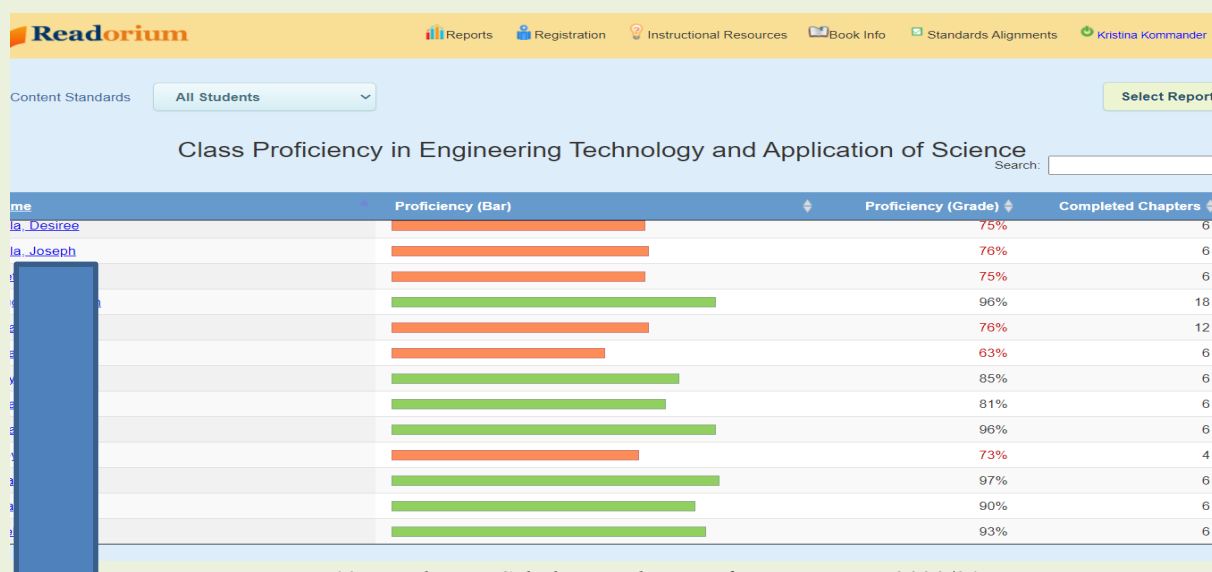 Readorium
Reports Registration Instructional Resources Book Info Standards Alignments Kristina Kommander
Content Standards All Students Select Report
Class Proficiency in Engineering Technology and Application of Science
Search:
me Proficiency (Bar) Proficiency (Grade) Completed Chapters
la, Desiree 75% 6
la, Joseph 76% 6
75% 6
96% 18
76% 12
63% 6
85% 6
81% 6
96% 6
73% 4
97% 6
90% 6
93% 6